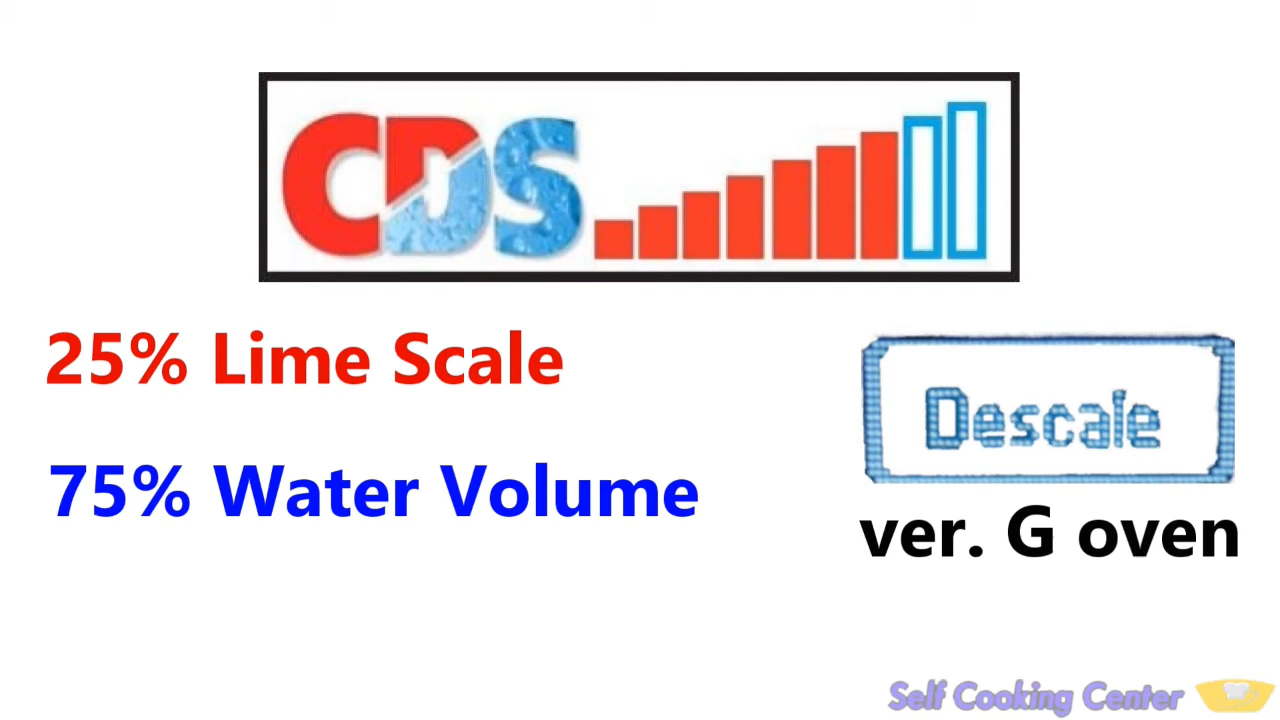 CDS
25% Lime Scale
75% Water Volume
Descale
ver. G oven
Self Cooking Center